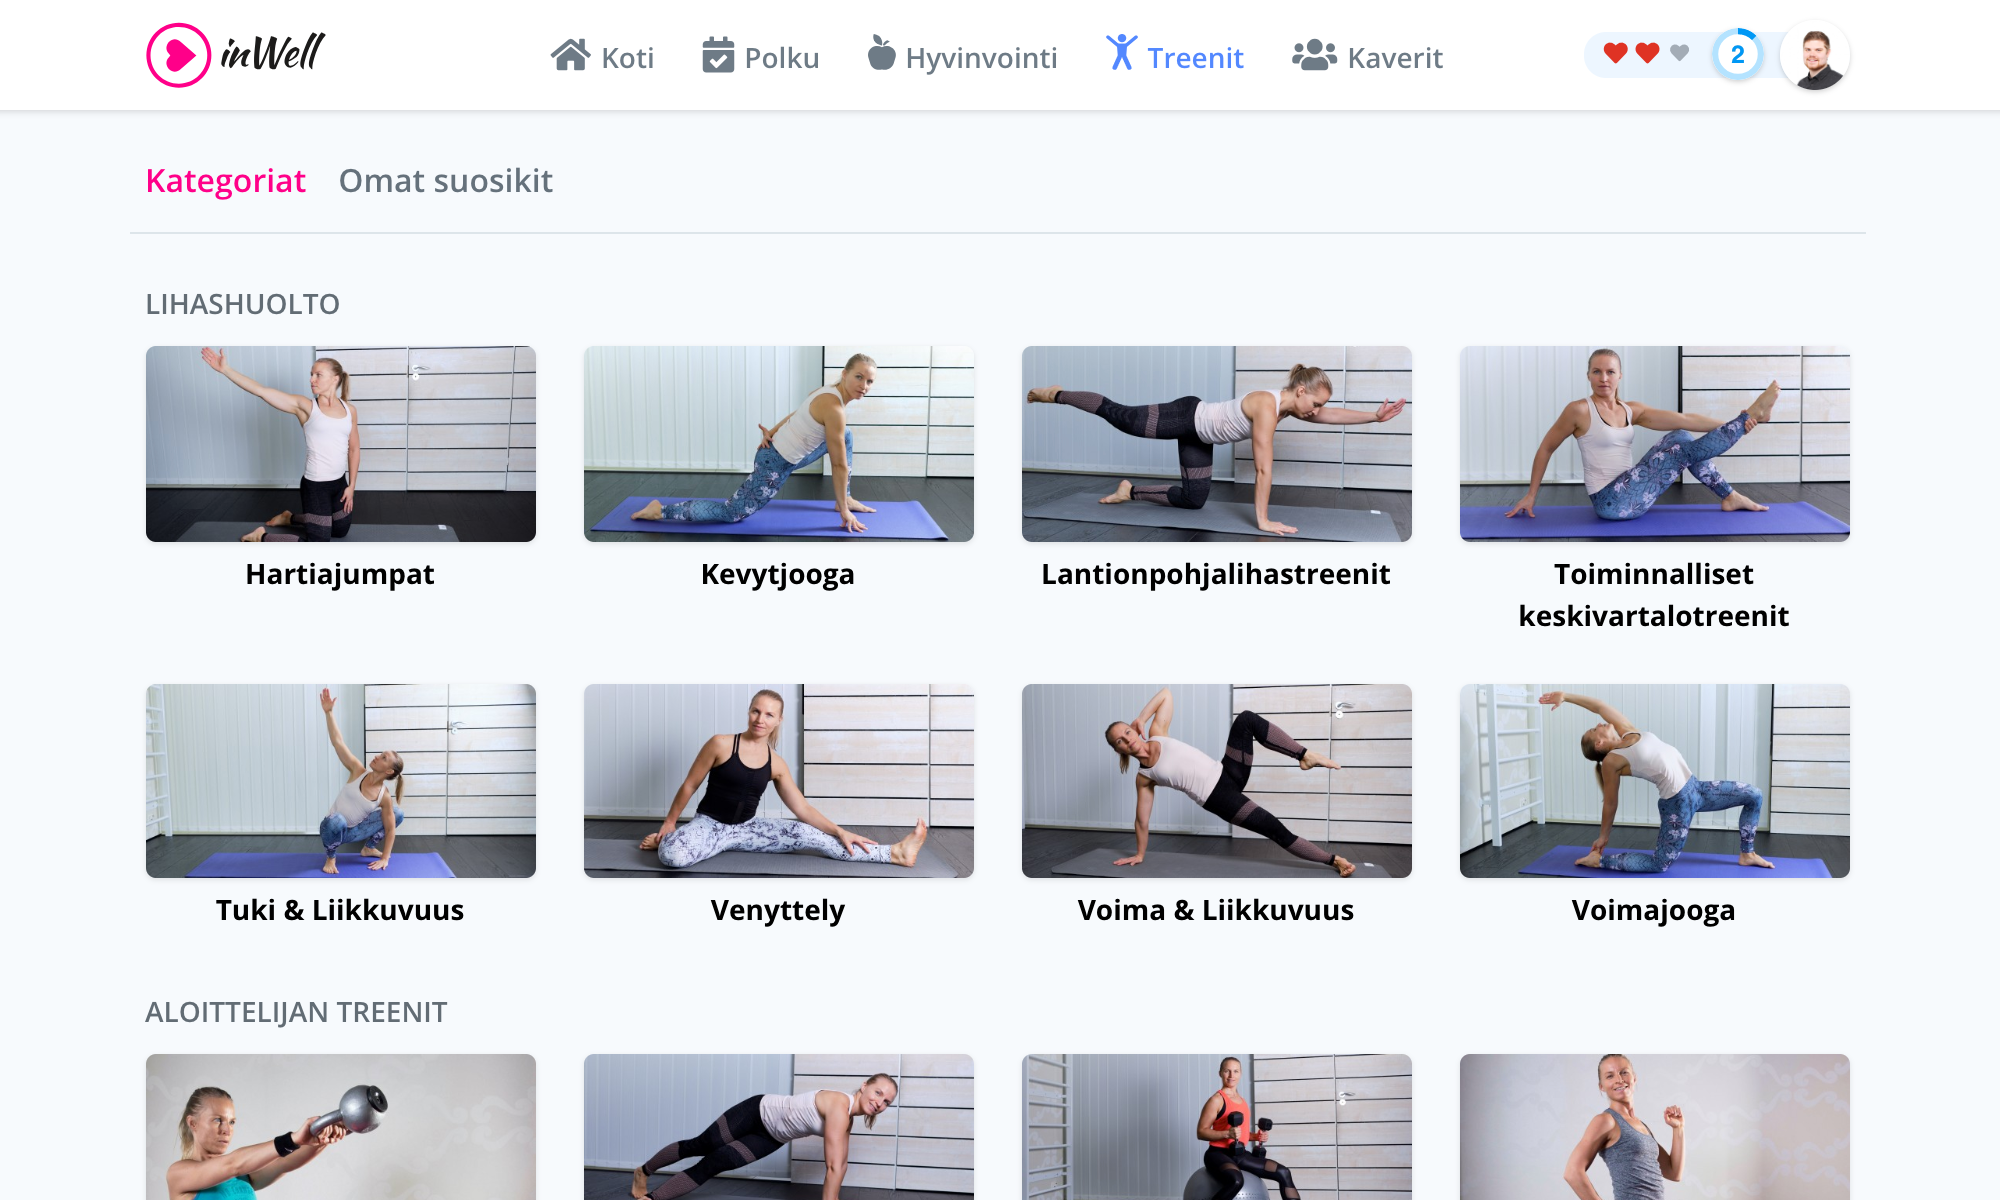 inWell
Koti
Polku
Hyvinvointi
Treenit
Kaverit
2
Kategoriat
Omat suosikit
LIHASHUOLTO
Hartiajumpat
Kevytjooga
Lantionpohjalihastreenit
Toiminnalliset
keskivartalotreenit
Tuki & Liikkuvuus
Venyttely
Voima & Liikkuvuus
Voimajooga
ALOITTELIJAN TREENIT